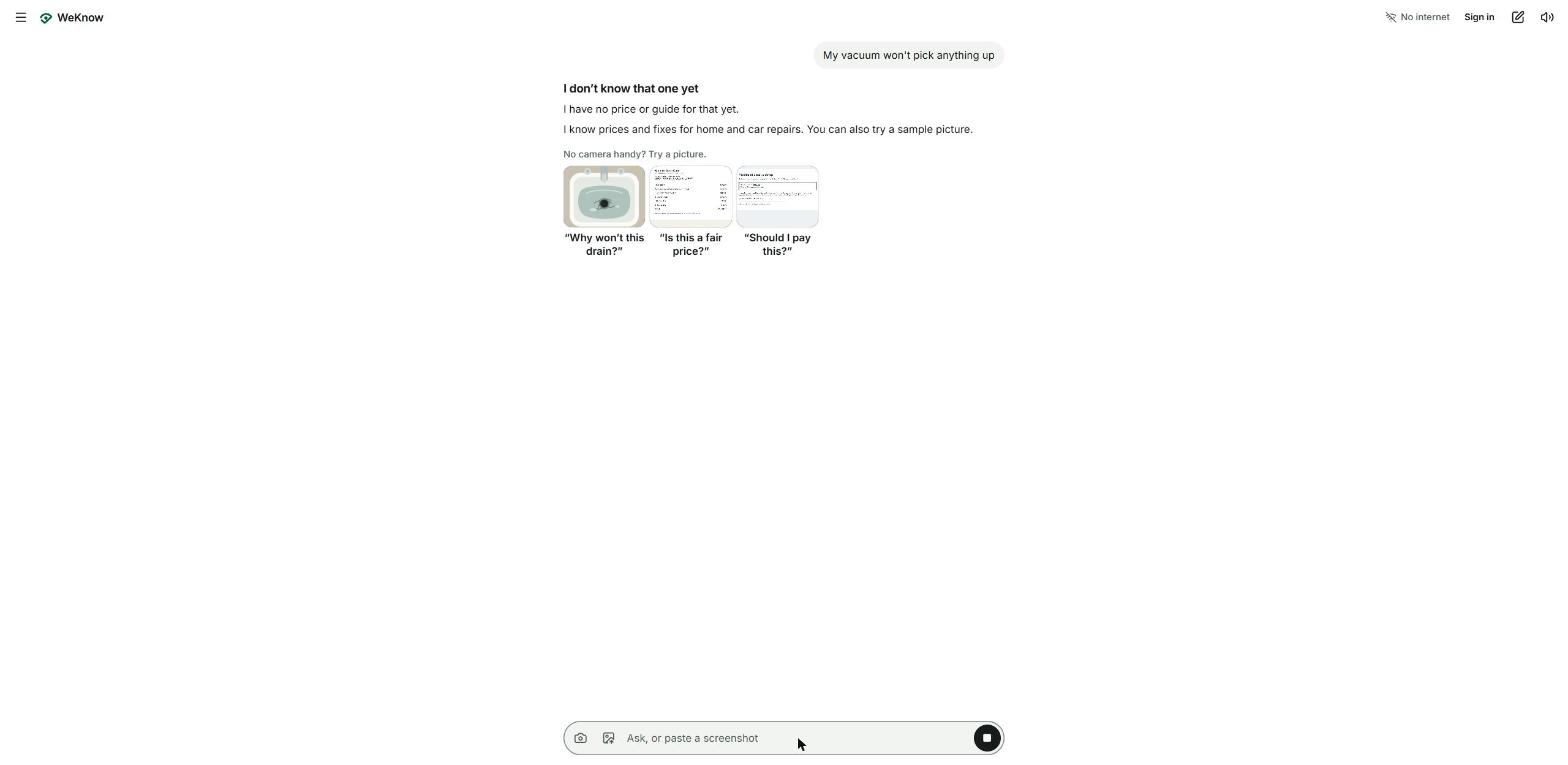 WeKnow
No internet
Sign in
My vacuum won't pick anything up
I don’t know that one yet
I have no price or guide for that yet.
I know prices and fixes for home and car repairs. You can also try a sample picture.
No camera handy? Try a picture.
“Why won’t this drain?”
“Is this a fair price?”
“Should I pay this?”
Ask, or paste a screenshot